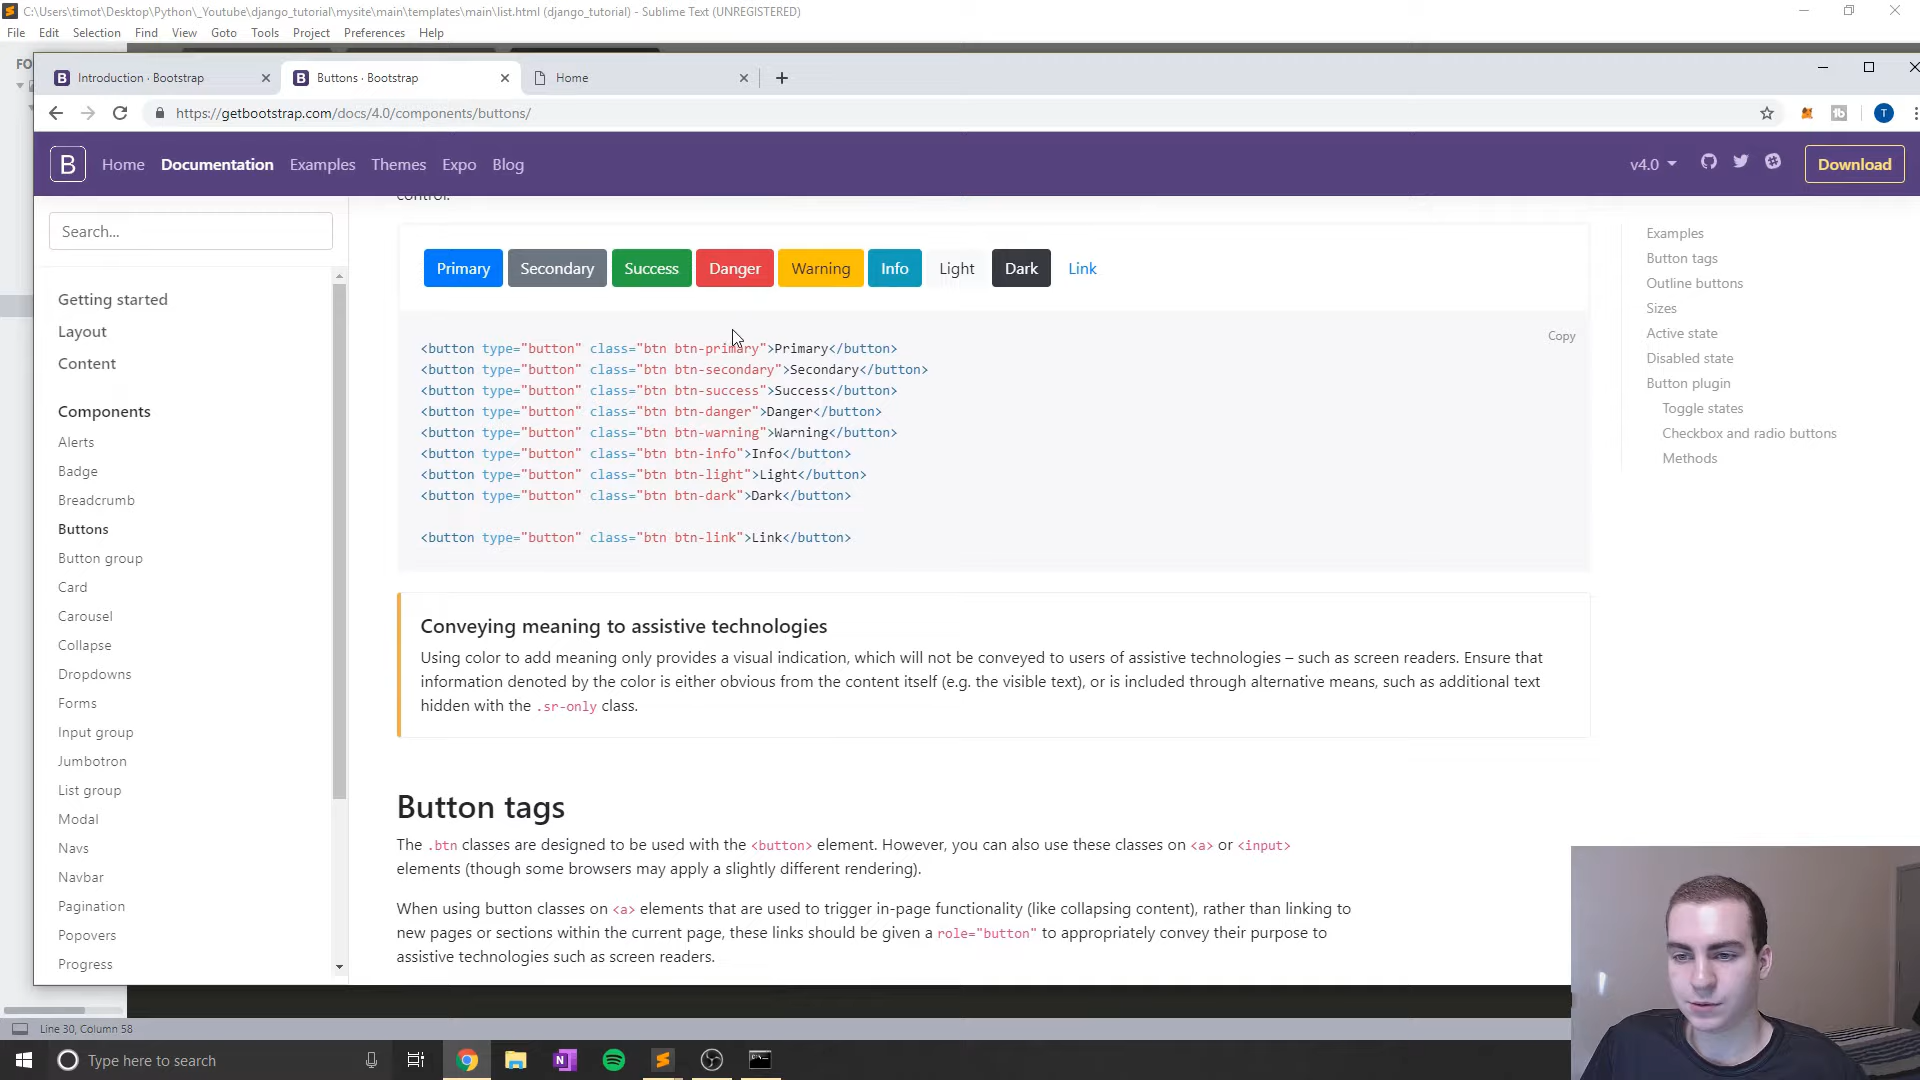 C:\Users\timot\Desktop\Python\_Youtube\django_tutorial\mysite\main\templates\main\list.html (django_tutorial) - Sublime Text (UNREGISTERED)
File Edit Selection Find View Goto Tools Project Preferences Help
FO
Introduction · Bootstrap
Buttons · Bootstrap
Home
https://getbootstrap.com/docs/4.0/components/buttons/
T
B Home Documentation Examples Themes Expo Blog
v4.0
Download
control.
Search...
Getting started
Layout
Content
Components
Alerts
Badge
Breadcrumb
Buttons
Button group
Card
Carousel
Collapse
Dropdowns
Forms
Input group
Jumbotron
List group
Modal
Navs
Navbar
Pagination
Popovers
Progress
Primary Secondary Success Danger Warning Info Light Dark Link
Copy
<button type="button" class="btn btn-primary">Primary</button>
<button type="button" class="btn btn-secondary">Secondary</button>
<button type="button" class="btn btn-success">Success</button>
<button type="button" class="btn btn-danger">Danger</button>
<button type="button" class="btn btn-warning">Warning</button>
<button type="button" class="btn btn-info">Info</button>
<button type="button" class="btn btn-light">Light</button>
<button type="button" class="btn btn-dark">Dark</button>
<button type="button" class="btn btn-link">Link</button>
Conveying meaning to assistive technologies
Using color to add meaning only provides a visual indication, which will not be conveyed to users of assistive technologies – such as screen readers. Ensure that
information denoted by the color is either obvious from the content itself (e.g. the visible text), or is included through alternative means, such as additional text
hidden with the .sr-only class.
Button tags
The .btn classes are designed to be used with the <button> element. However, you can also use these classes on <a> or <input>
elements (though some browsers may apply a slightly different rendering).
When using button classes on <a> elements that are used to trigger in-page functionality (like collapsing content), rather than linking to
new pages or sections within the current page, these links should be given a role="button" to appropriately convey their purpose to
assistive technologies such as screen readers.
Examples
Button tags
Outline buttons
Sizes
Active state
Disabled state
Button plugin
Toggle states
Checkbox and radio buttons
Methods
Line 30, Column 58
Type here to search